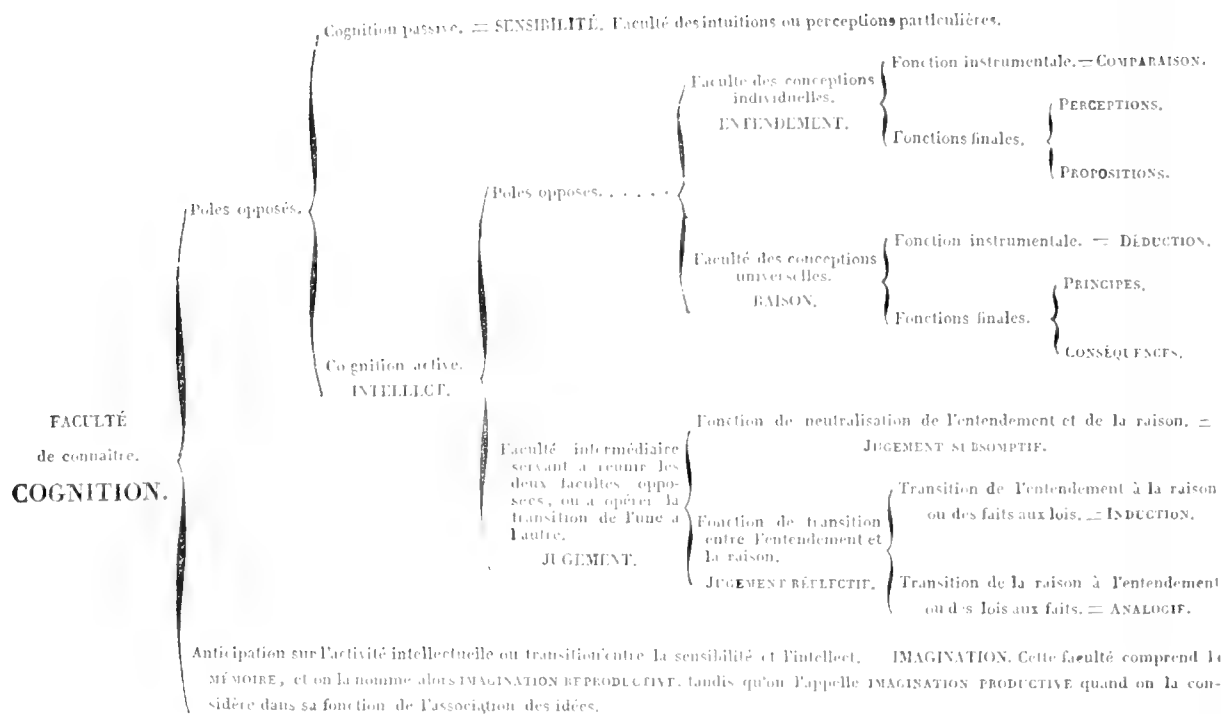 Cognition passive. = SENSIBILITÉ. Faculté des intuitions ou perceptions particulières.
Fonction instrumentale. = COMPARAISON.
Faculte des conceptions
individuelles.
ENTENDEMENT.
PERCEPTIONS.
Fonctions finales.
PROPOSITIONS.
Poles opposes. . . . . .
Poles opposés.
Fonction instrumentale. = DÉDUCTION.
Faculté des conceptions
universelles.
RAISON.
PRINCIPES.
Fonctions finales.
CONSÉQUENCES.
Cognition active.
INTELLECT.
FACULTÉ
de connaître.
COGNITION.
Fonction de neutralisation de l'entendement et de la raison. =
JUGEMENT SUBSOMPTIF.
Faculté intermédiaire
servant a réunir les
deux facultes oppo-
sées, ou a opérer la
transition de l'une a
l'autre.
JUGEMENT.
Transition de l'entendement à la raison
ou des faits aux lois. = INDUCTION.
Fonction de transition
entre l'entendement et
la raison.
JUGEMENT RÉFLECTIF.
Transition de la raison à l'entendement
ou des lois aux faits. = ANALOGIE.
Anticipation sur l'activité intellectuelle ou transition entre la sensibilité et l'intellect. IMAGINATION. Cette faculté comprend la
MÉMOIRE, et on la nomme alors IMAGINATION REPRODUCTIVE, tandis qu'on l'appelle IMAGINATION PRODUCTIVE quand on la con-
sidère dans sa fonction de l'association des idées.